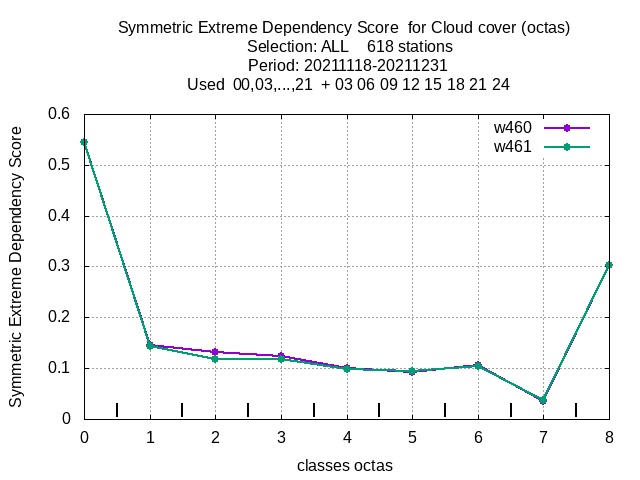 Symmetric Extreme Dependency Score  for Cloud cover (octas)
Selection: ALL    618 stations
Period: 20211118-20211231
Used  00,03,...,21  + 03 06 09 12 15 18 21 24
Symmetric Extreme Dependency Score
0.6
0.5
0.4
0.3
0.2
0.1
0
w460
w461
0 1 2 3 4 5 6 7 8
classes octas